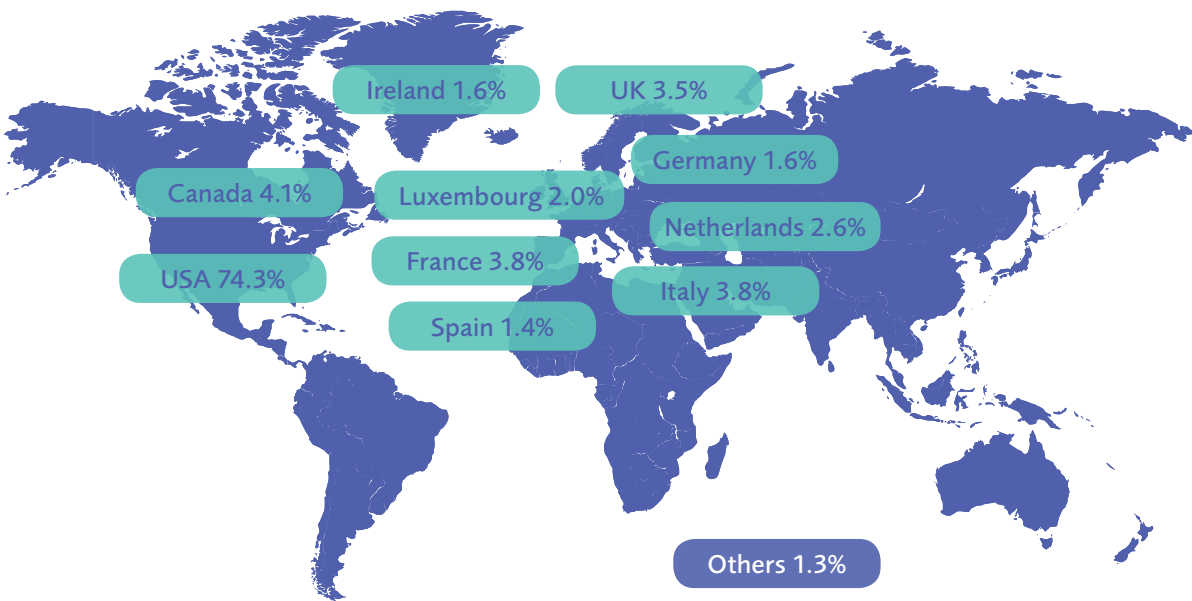 Ireland 1.6%
UK 3.5%
Germany 1.6%
Canada 4.1%
Luxembourg 2.0%
Netherlands 2.6%
France 3.8%
USA 74.3%
Italy 3.8%
Spain 1.4%
Others 1.3%